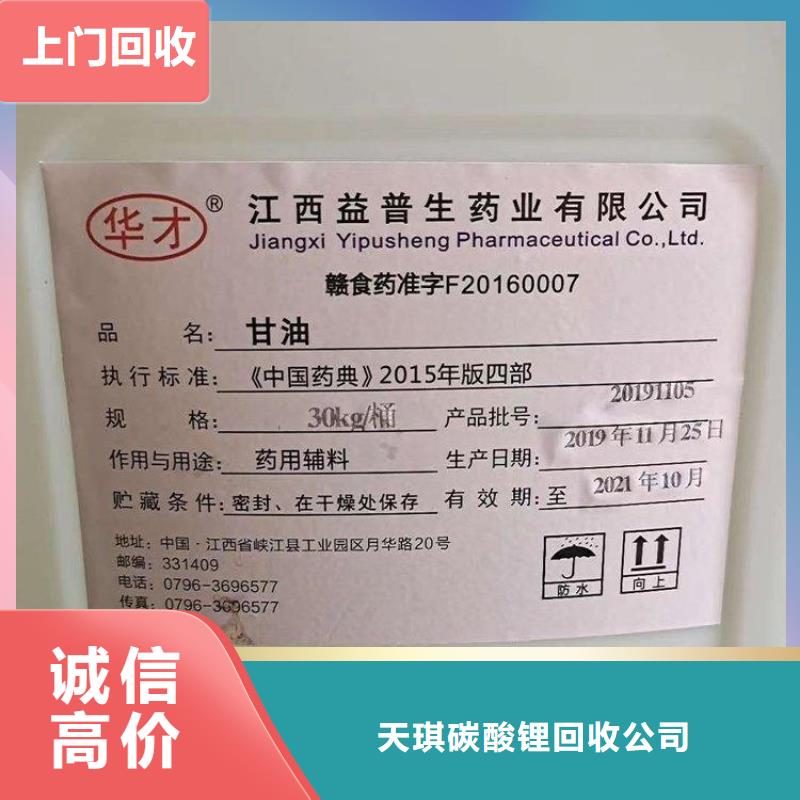 上门回收
华才®
江西益普生药业有限公司
Jiangxi Yipusheng Pharmaceutical Co.,Ltd.
赣食药准字F20160007
品 名: 甘油
执行标准: 《中国药典》2015年版四部
规 格: 30kg/桶 产品批号: 20191105
作用与用途: 药用辅料 生产日期: 2019年11月25日
贮藏条件: 密封、在干燥处保存 有效期: 至 2021年10月
地址: 中国·江西省峡江县工业园区月华路20号
邮编: 331409
电话: 0796-3696577
传真: 0796-3696577
防水 向上
诚信
高价
天琪碳酸锂回收公司